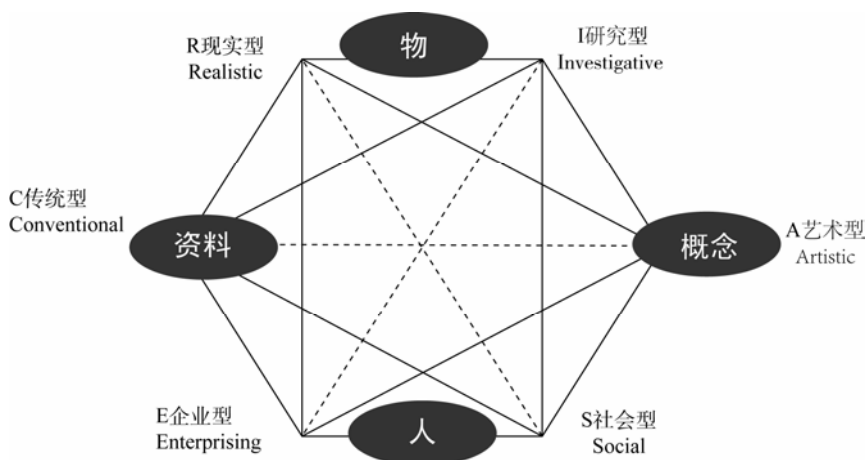 R现实型
Realistic
物
I研究型
Investigative
C传统型
Conventional
资料
概念
A艺术型
Artistic
E企业型
Enterprising
人
S社会型
Social